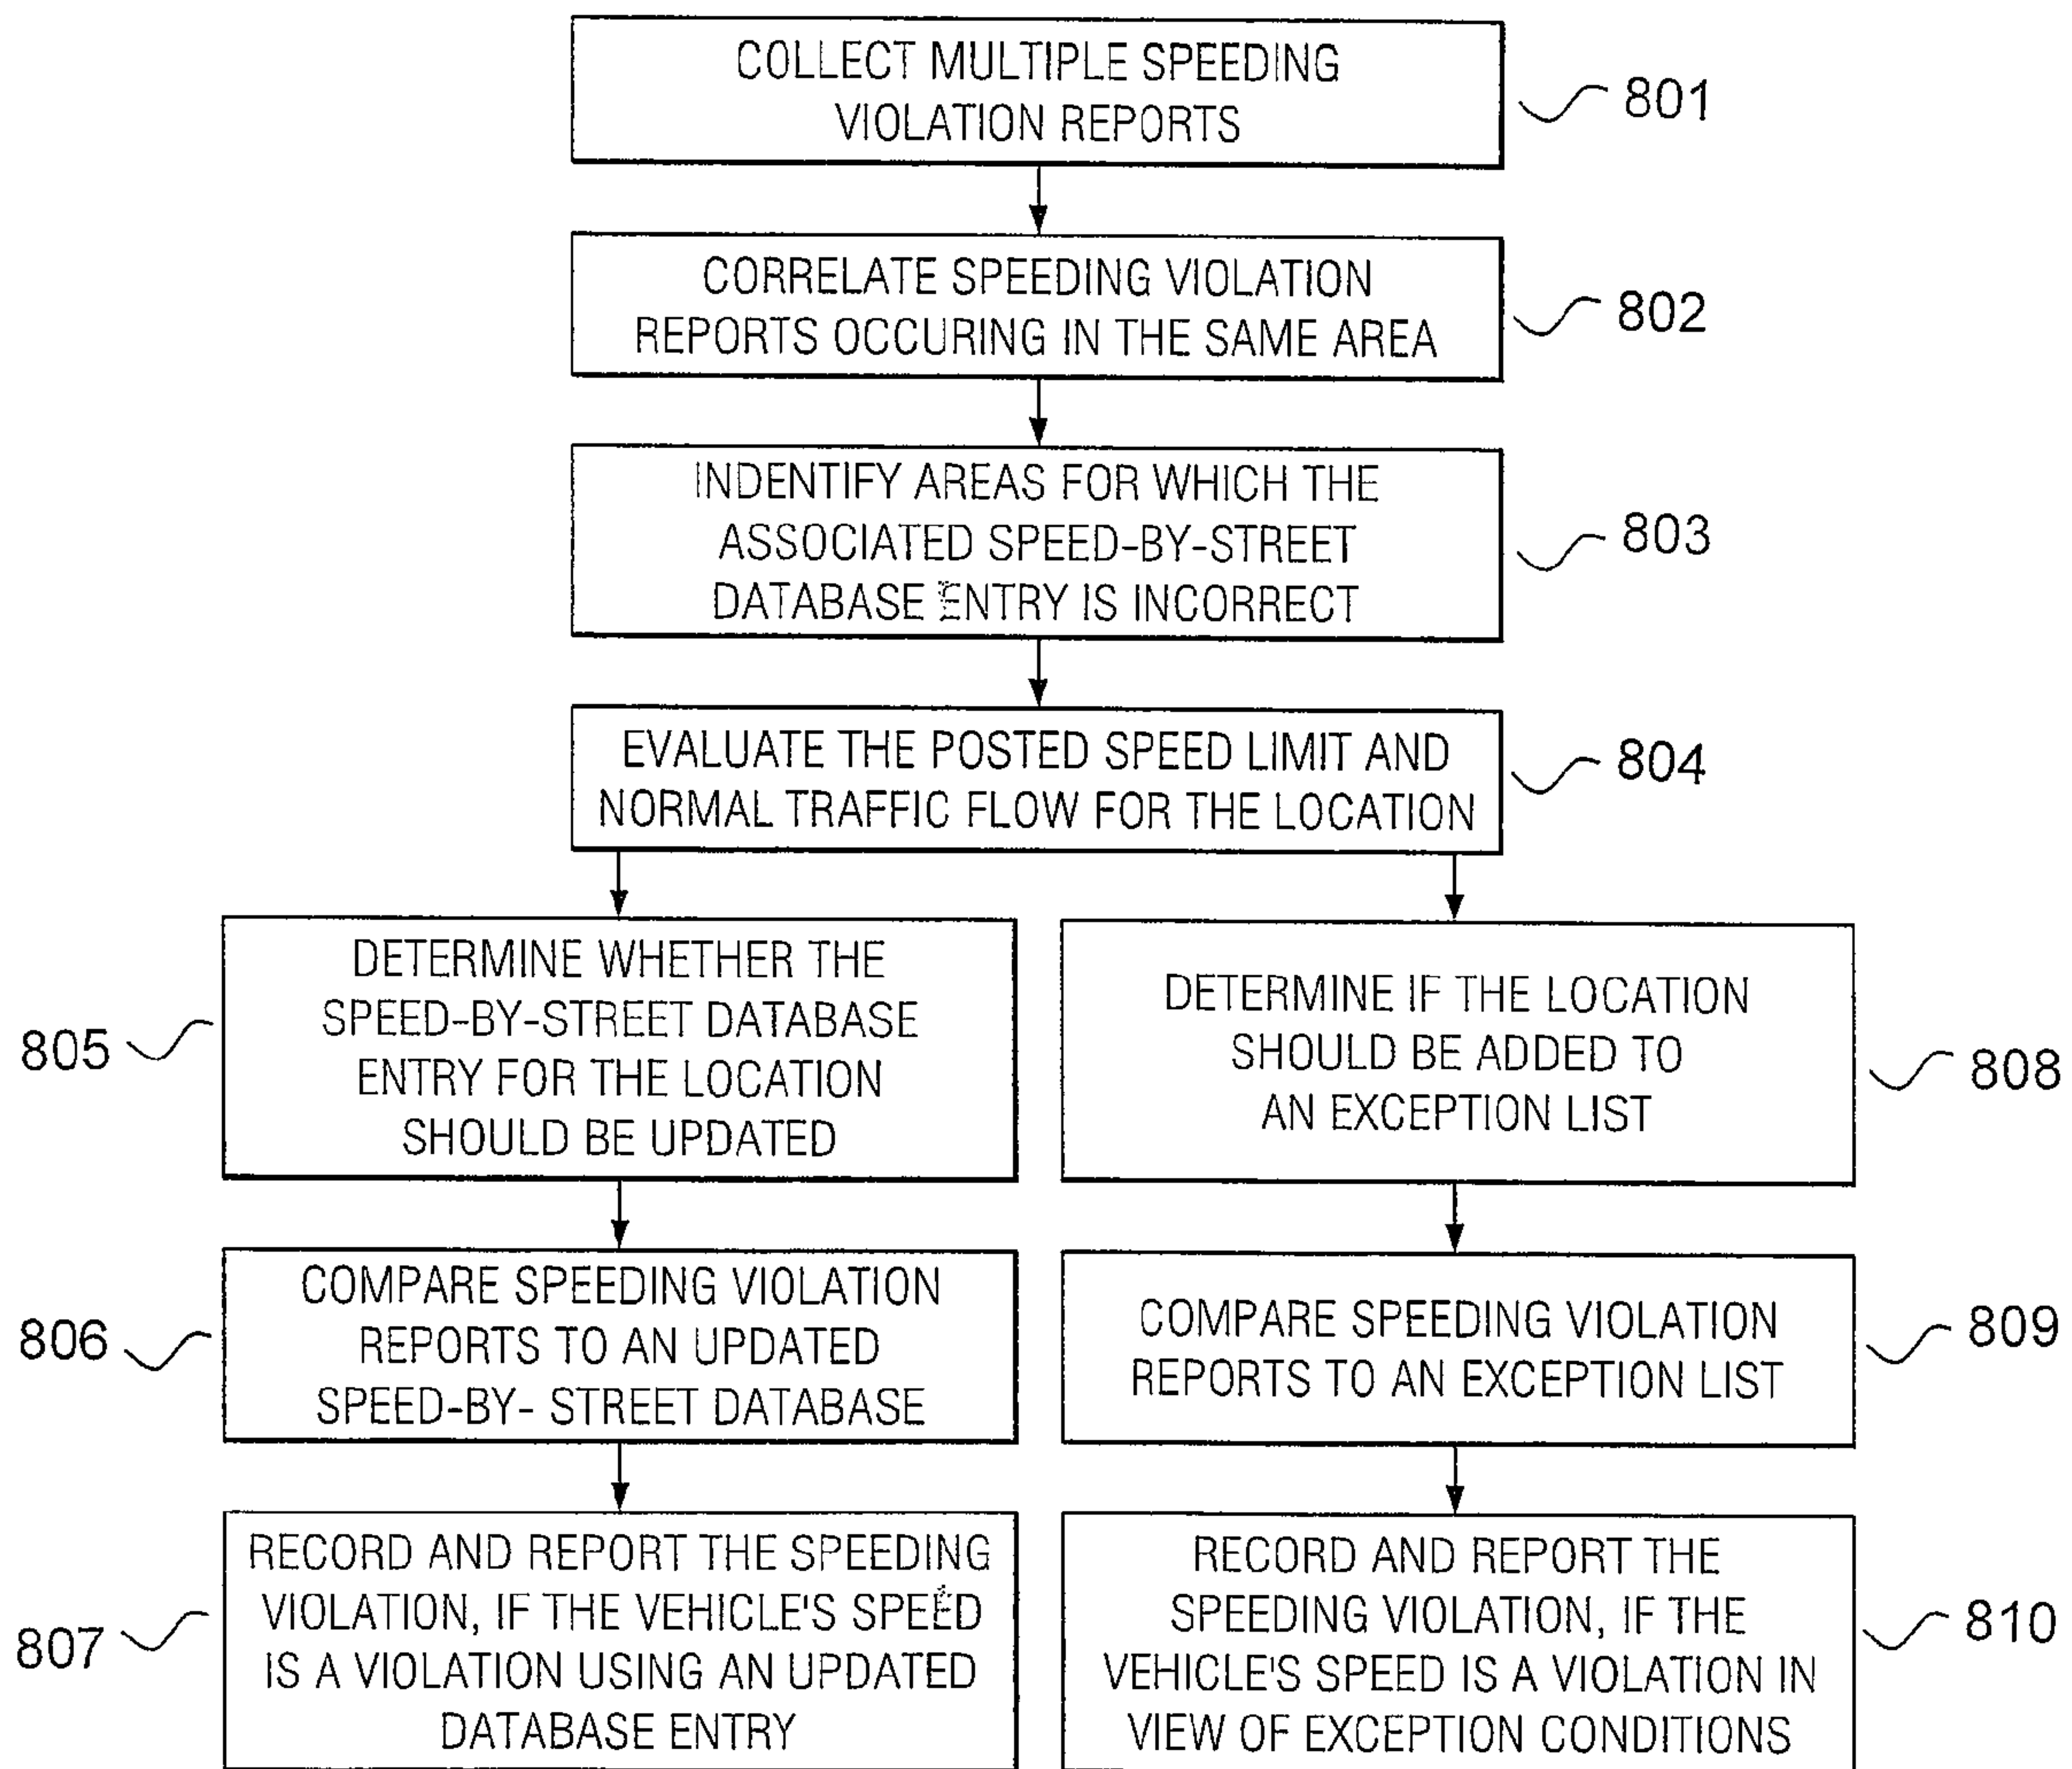 COLLECT MULTIPLE SPEEDING
VIOLATION REPORTS
801
CORRELATE SPEEDING VIOLATION
REPORTS OCCURING IN THE SAME AREA
802
INDENTIFY AREAS FOR WHICH THE
ASSOCIATED SPEED-BY-STREET
DATABASE ENTRY IS INCORRECT
803
EVALUATE THE POSTED SPEED LIMIT AND
NORMAL TRAFFIC FLOW FOR THE LOCATION
804
DETERMINE WHETHER THE
SPEED-BY-STREET DATABASE
ENTRY FOR THE LOCATION
SHOULD BE UPDATED
805
COMPARE SPEEDING VIOLATION
REPORTS TO AN UPDATED
SPEED-BY- STREET DATABASE
806
RECORD AND REPORT THE SPEEDING
VIOLATION, IF THE VEHICLE'S SPEED
IS A VIOLATION USING AN UPDATED
DATABASE ENTRY
807
DETERMINE IF THE LOCATION
SHOULD BE ADDED TO
AN EXCEPTION LIST
808
COMPARE SPEEDING VIOLATION
REPORTS TO AN EXCEPTION LIST
809
RECORD AND REPORT THE
SPEEDING VIOLATION, IF THE
VEHICLE'S SPEED IS A VIOLATION IN
VIEW OF EXCEPTION CONDITIONS
810